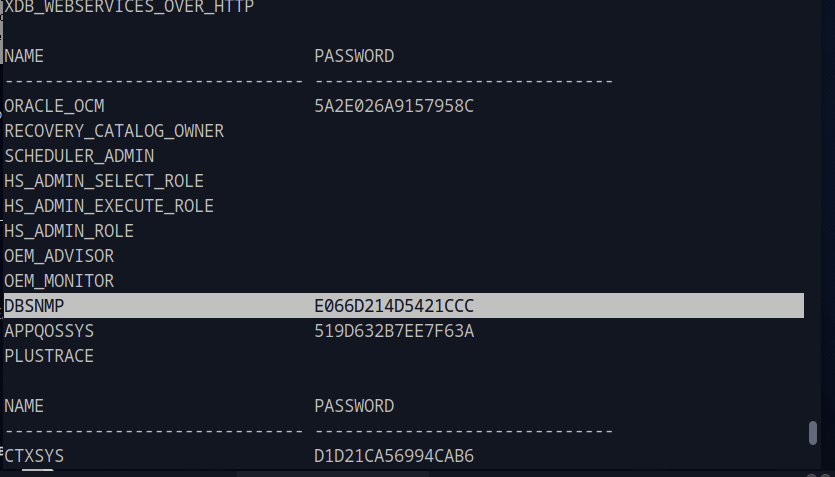 XDB_WEBSERVICES_OVER_HTTP
NAME PASSWORD
------------------------------ ------------------------------
ORACLE_OCM 5A2E026A9157958C
RECOVERY_CATALOG_OWNER
SCHEDULER_ADMIN
HS_ADMIN_SELECT_ROLE
HS_ADMIN_EXECUTE_ROLE
HS_ADMIN_ROLE
OEM_ADVISOR
OEM_MONITOR
DBSNMP E066D214D5421CCC
APPQOSSYS 519D632B7EE7F63A
PLUSTRACE
NAME PASSWORD
------------------------------ ------------------------------
CTXSYS D1D21CA56994CAB6